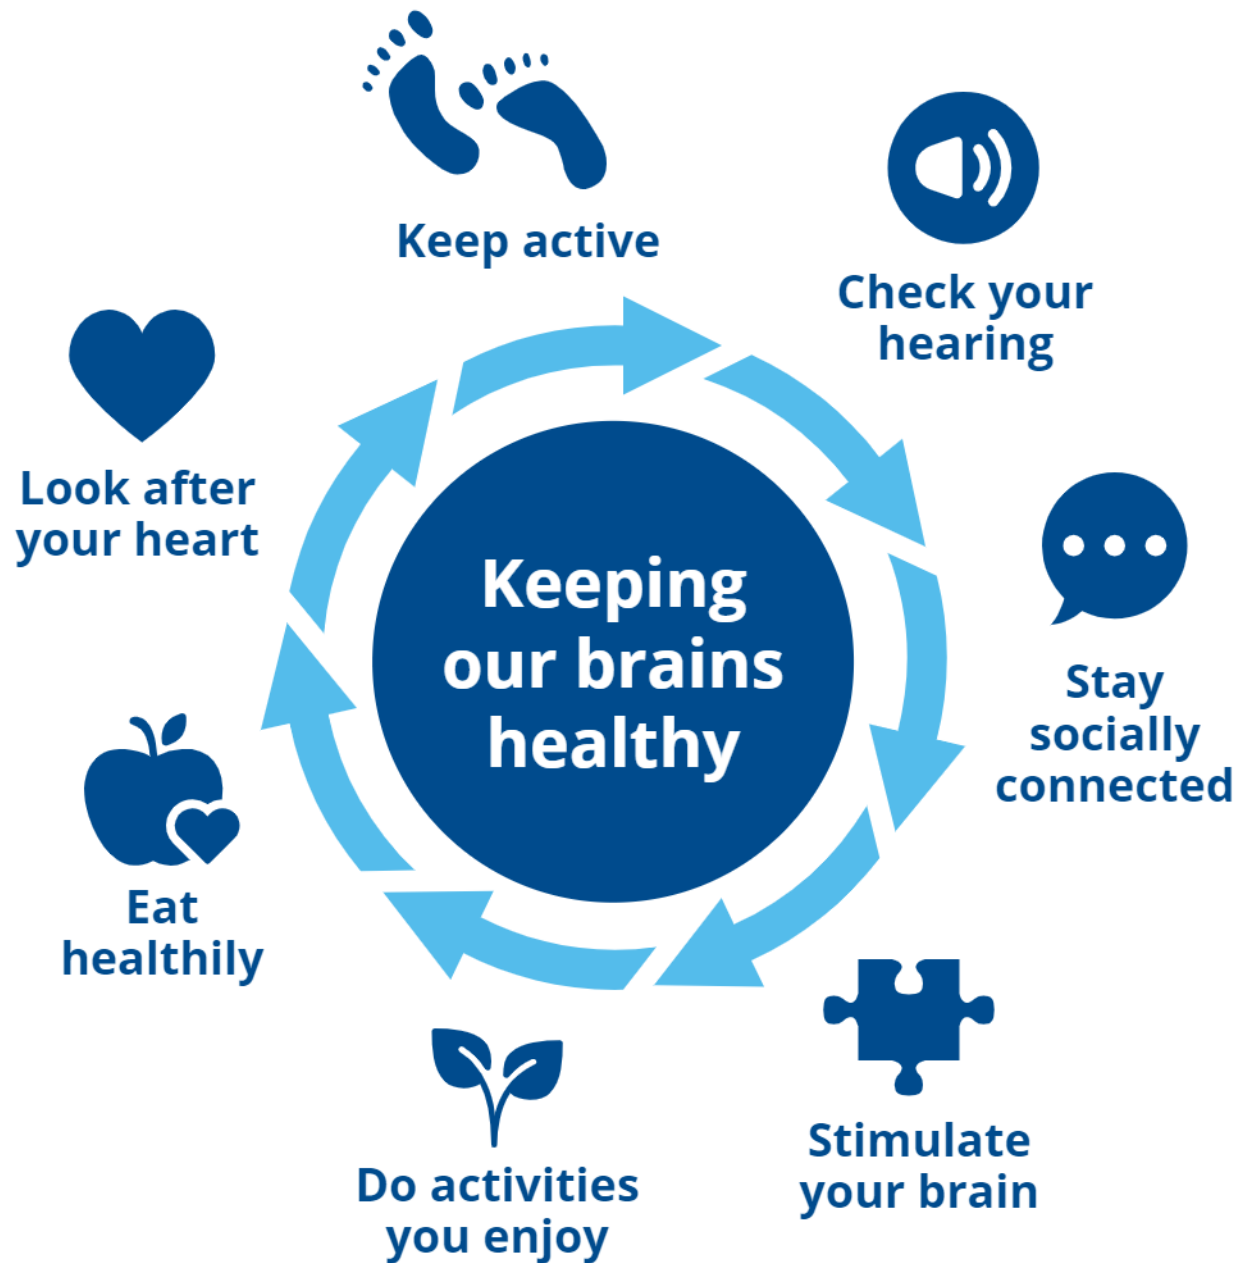 Keep active
Check your
hearing
Stay
socially
connected
Stimulate
your brain
Do activities
you enjoy
Eat
healthily
Look after
your heart
Keeping
our brains
healthy